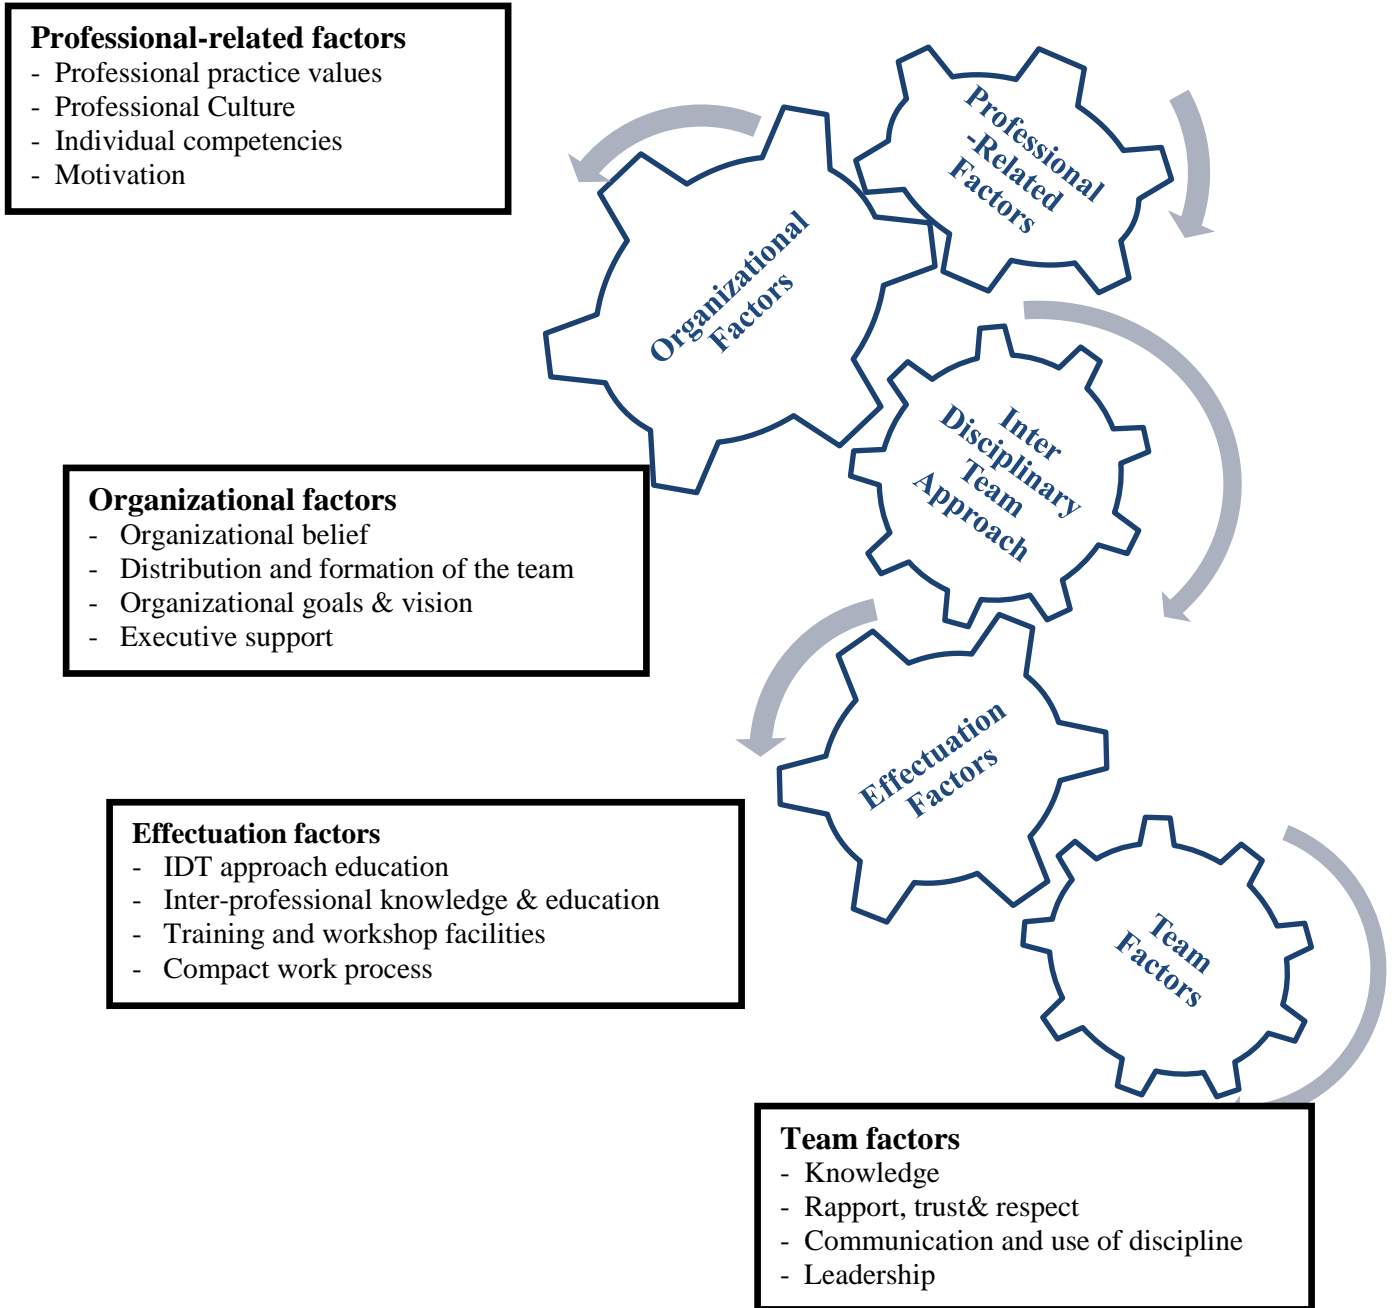 Professional-related factors
- Professional practice values
- Professional Culture
- Individual competencies
- Motivation
Professional
-Related
Factors
Organizational
Factors
Inter
Disciplinary
Team
Approach
Organizational factors
- Organizational belief
- Distribution and formation of the team
- Organizational goals & vision
- Executive support
Effectuation
Factors
Effectuation factors
- IDT approach education
- Inter-professional knowledge & education
- Training and workshop facilities
- Compact work process
Team
Factors
Team factors
- Knowledge
- Rapport, trust& respect
- Communication and use of discipline
- Leadership